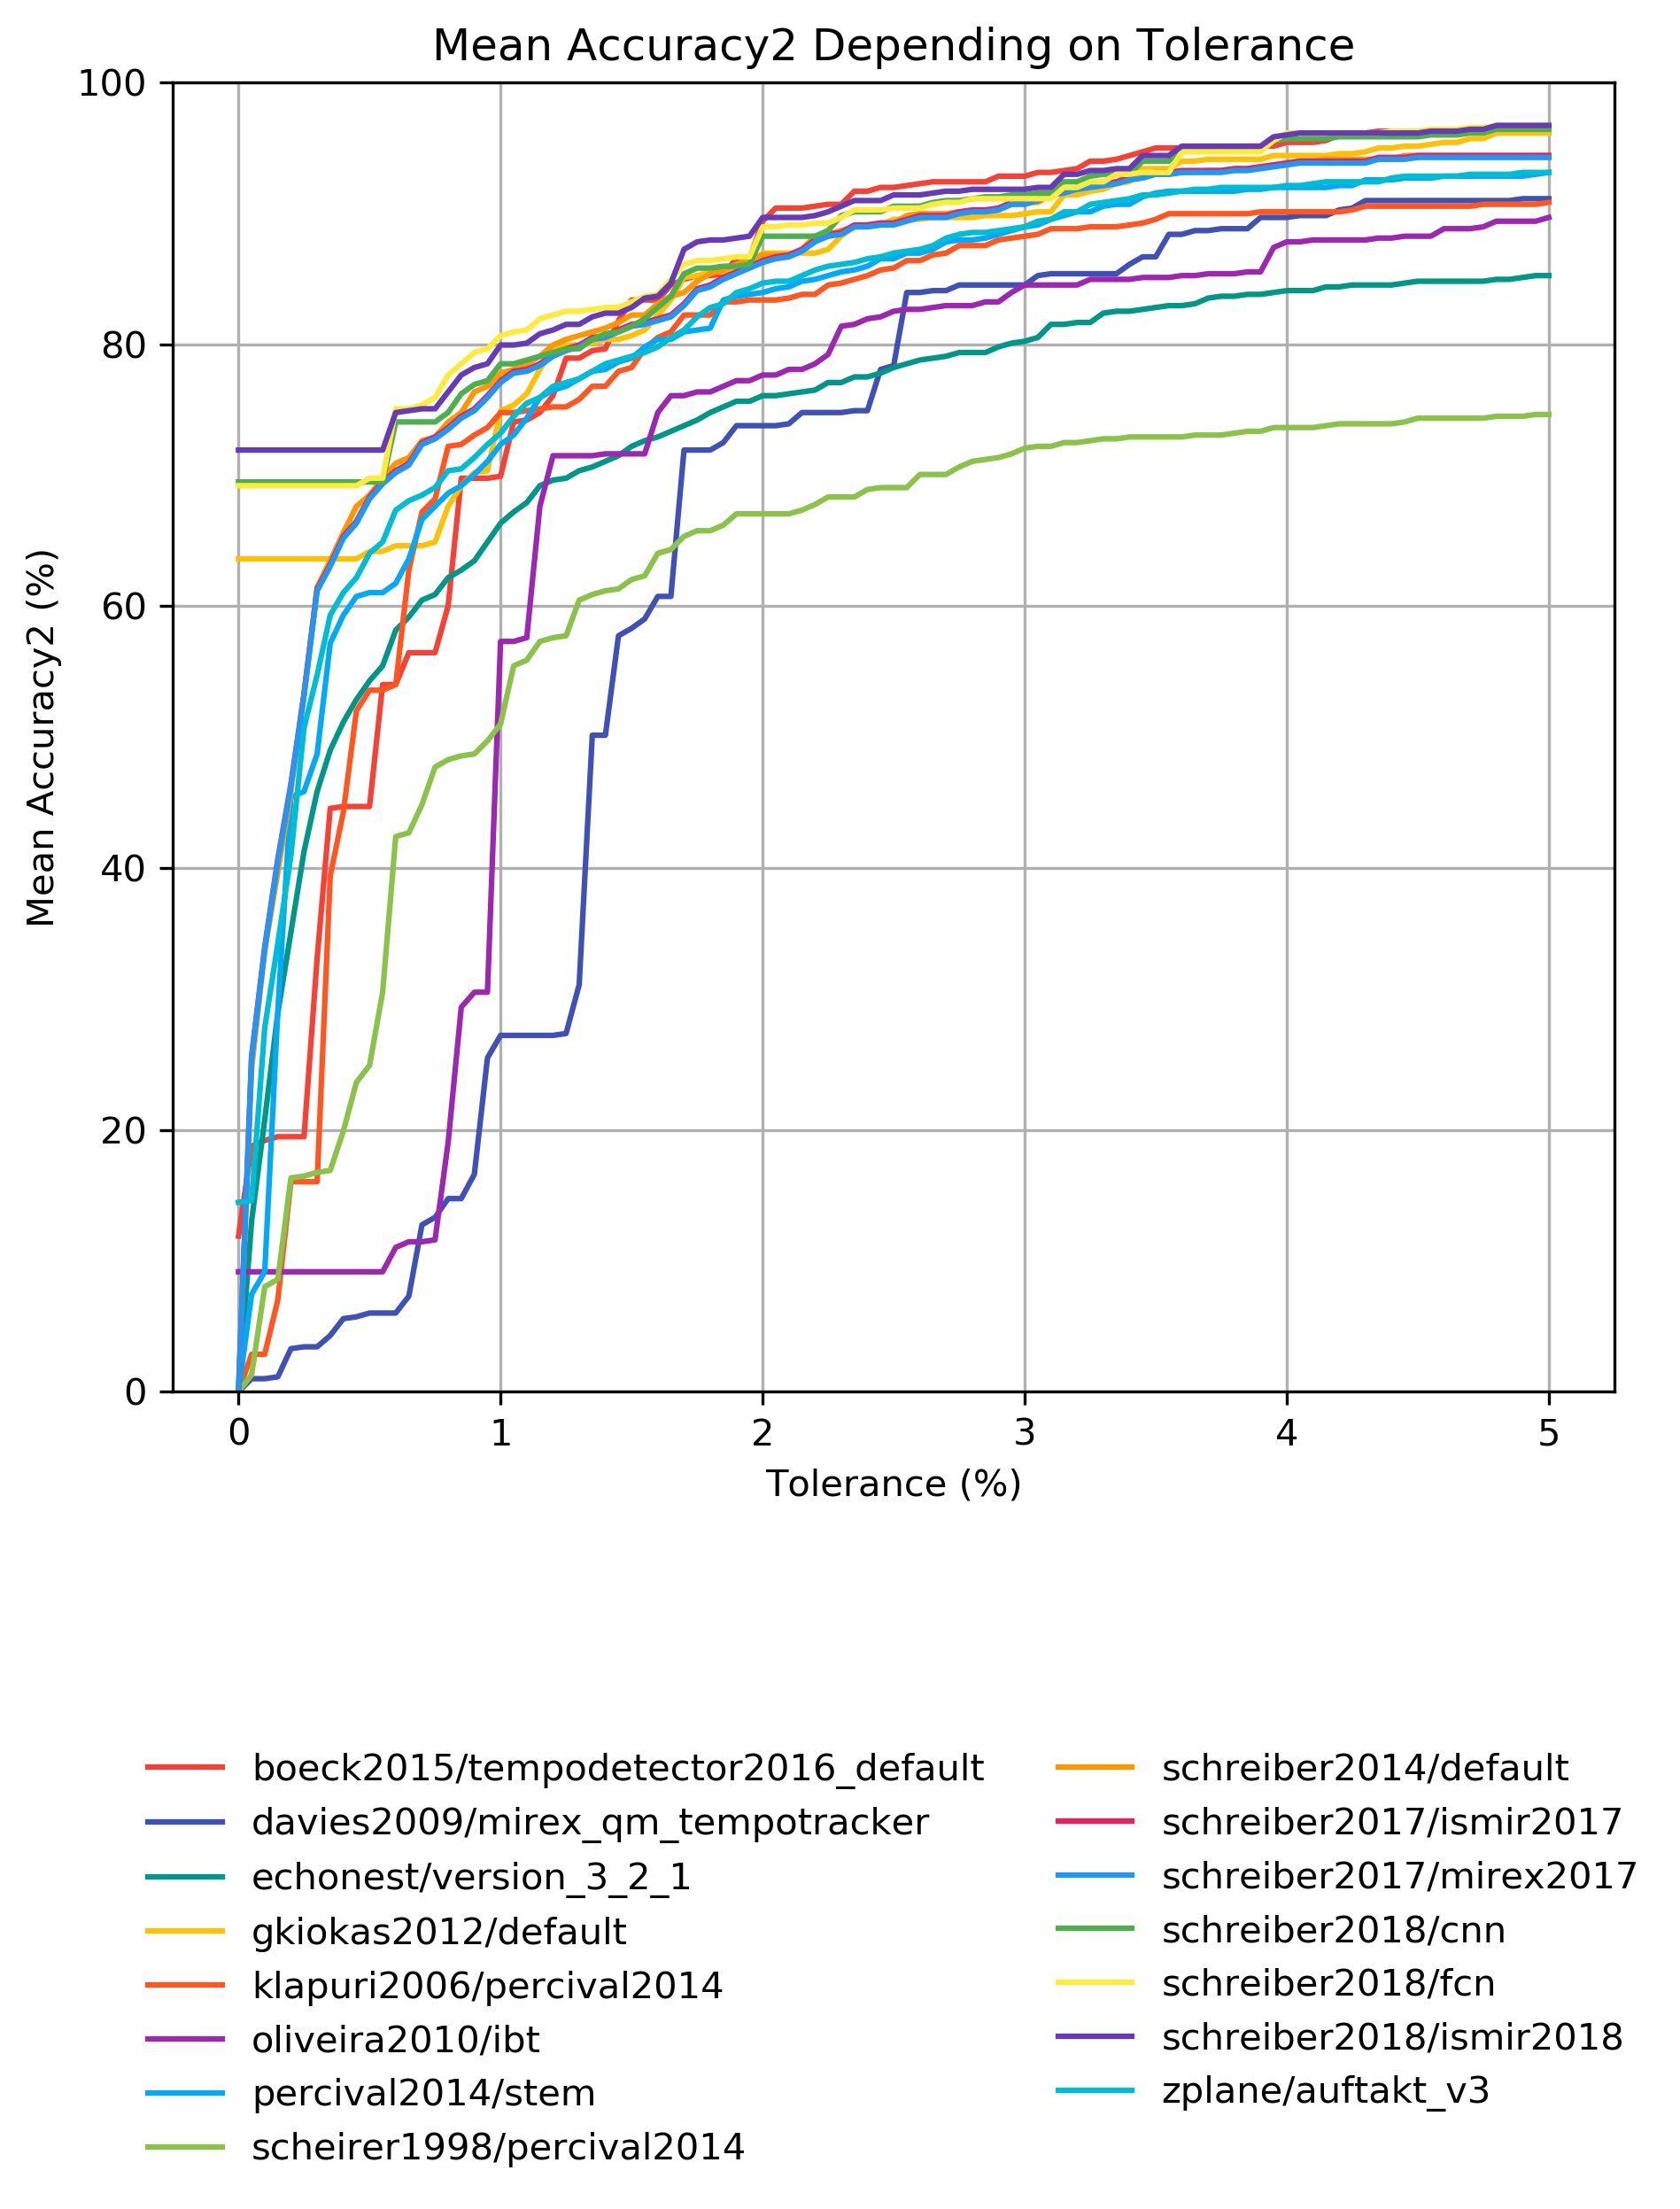 Mean Accuracy2 Depending on Tolerance
100
80
60
40
20
0
Mean Accuracy2 (%)
0 1 2 3 4 5
Tolerance (%)
boeck2015/tempodetector2016_default
davies2009/mirex_qm_tempotracker
echonest/version_3_2_1
gkiokas2012/default
klapuri2006/percival2014
oliveira2010/ibt
percival2014/stem
scheirer1998/percival2014
schreiber2014/default
schreiber2017/ismir2017
schreiber2017/mirex2017
schreiber2018/cnn
schreiber2018/fcn
schreiber2018/ismir2018
zplane/auftakt_v3